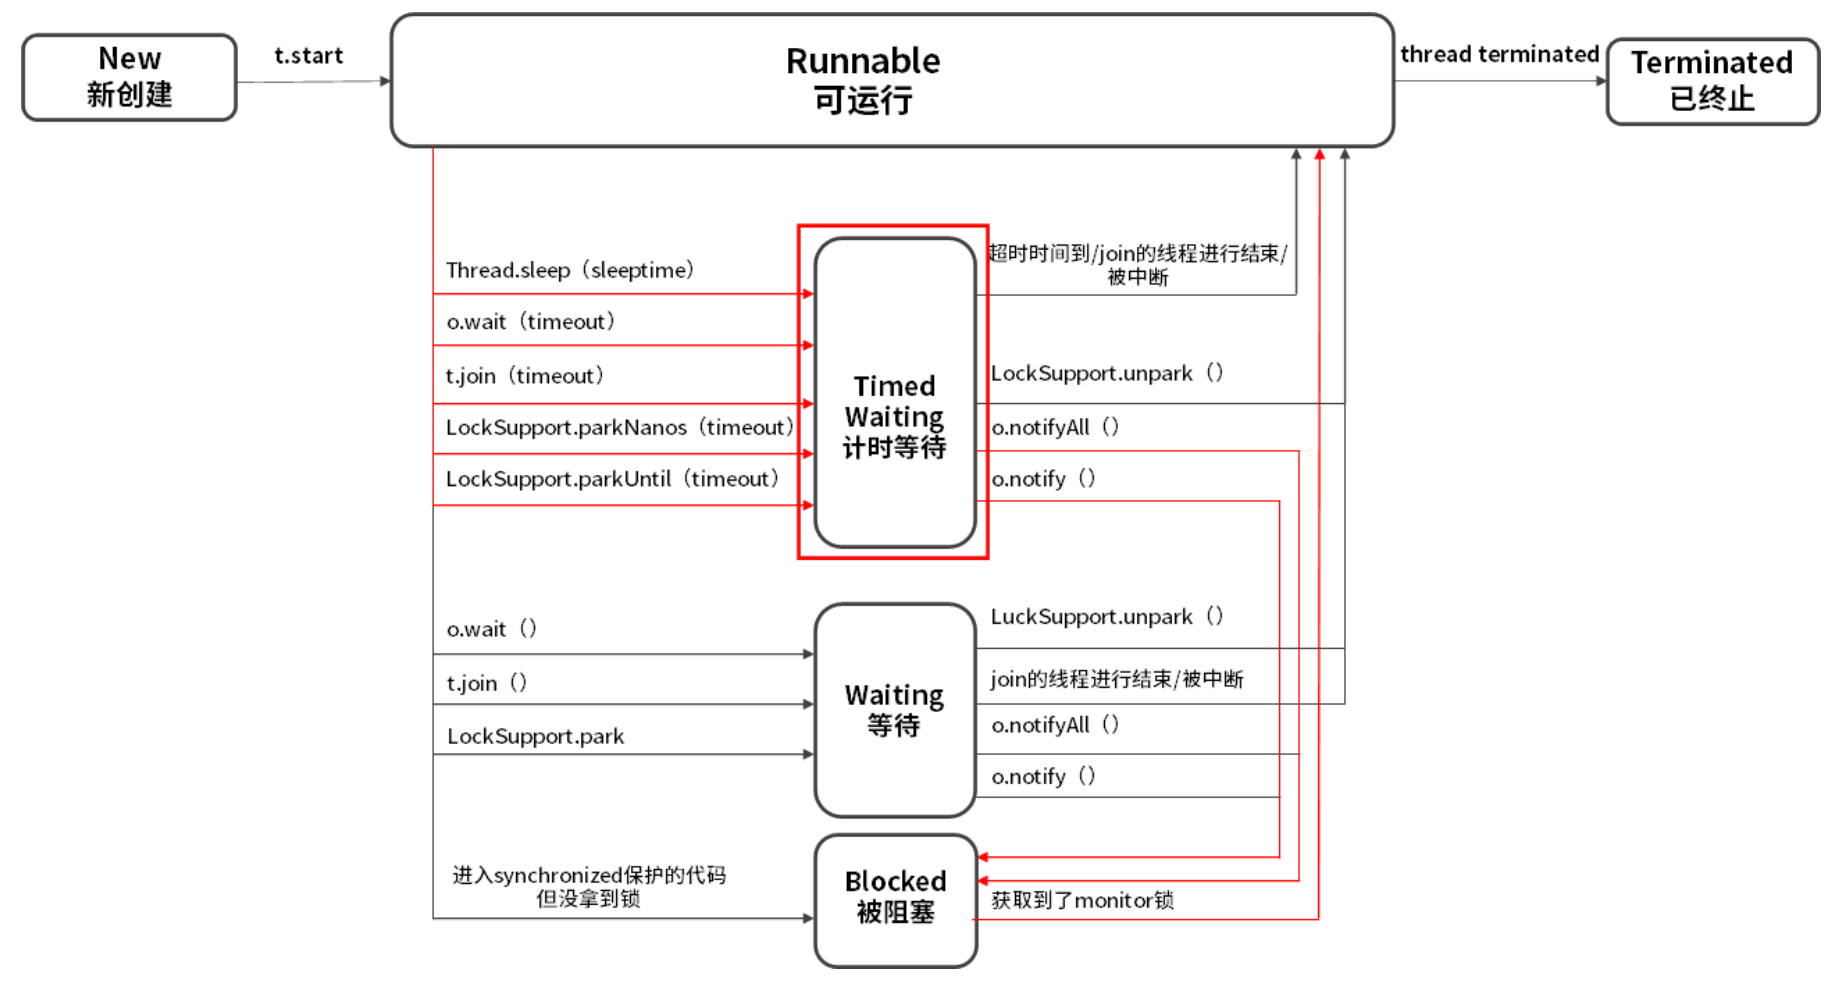 New
新创建
t.start
Runnable
可运行
thread terminated
Terminated
已终止
Thread.sleep（sleeptime）
o.wait（timeout）
t.join（timeout）
LockSupport.parkNanos（timeout）
LockSupport.parkUntil（timeout）
Timed
Waiting
计时等待
超时时间到/join的线程进行结束/
被中断
LockSupport.unpark（）
o.notifyAll（）
o.notify（）
o.wait（）
t.join（）
LockSupport.park
Waiting
等待
LuckSupport.unpark（）
join的线程进行结束/被中断
o.notifyAll（）
o.notify（）
进入synchronized保护的代码
但没拿到锁
Blocked
被阻塞
获取到了monitor锁